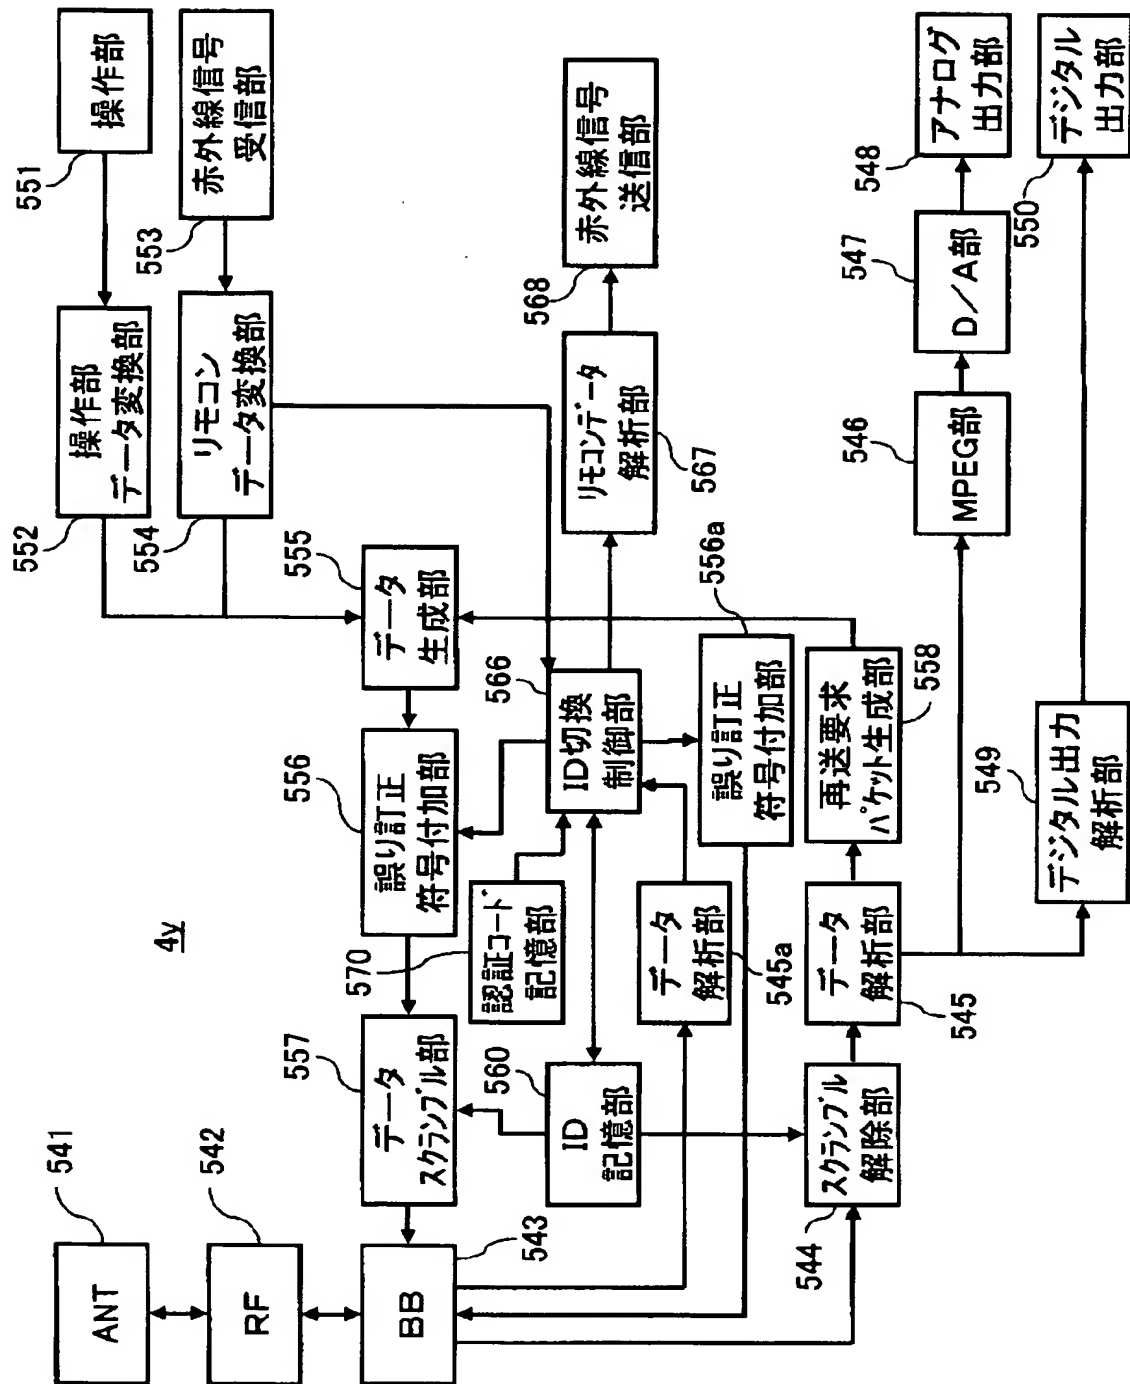 4y
ANT
541
RF
542
BB
543
データ
スクランブル部
557
誤り訂正
符号付加部
556
データ
生成部
555
操作部
データ変換部
552
操作部
551
リモコン
データ変換部
554
赤外線信号
受信部
553
ID
記憶部
560
認証コード
記憶部
570
ID切換
制御部
566
リモコンデータ
解析部
567
赤外線信号
送信部
568
データ
解析部
545a
誤り訂正
符号付加部
556a
スクランブル
解除部
544
データ
解析部
545
再送要求
パケット生成部
558
MPEG部
546
D/A部
547
アナログ
出力部
548
デジタル出力
解析部
549
デジタル
出力部
550